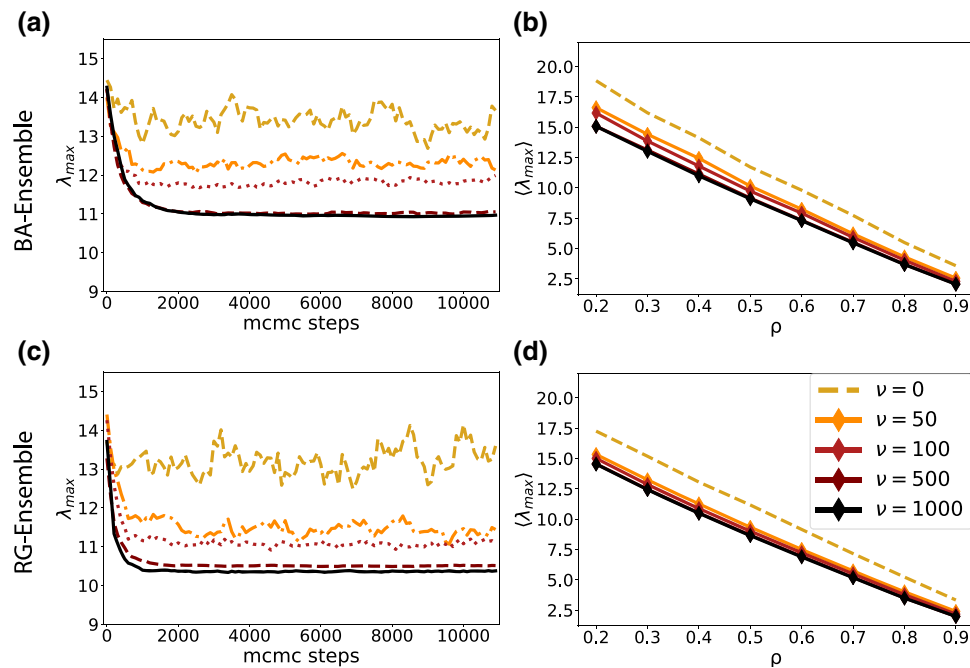 (a)
(b)
BA-Ensemble
λmax
15
14
13
12
11
10
9
0 2000 4000 6000 8000 10000
mcmc steps
⟨λmax⟩
20.0
17.5
15.0
12.5
10.0
7.5
5.0
2.5
0.2 0.3 0.4 0.5 0.6 0.7 0.8 0.9
ρ
(c)
(d)
RG-Ensemble
λmax
15
14
13
12
11
10
9
0 2000 4000 6000 8000 10000
mcmc steps
⟨λmax⟩
20.0
17.5
15.0
12.5
10.0
7.5
5.0
2.5
0.2 0.3 0.4 0.5 0.6 0.7 0.8 0.9
ρ
ν = 0
ν = 50
ν = 100
ν = 500
ν = 1000